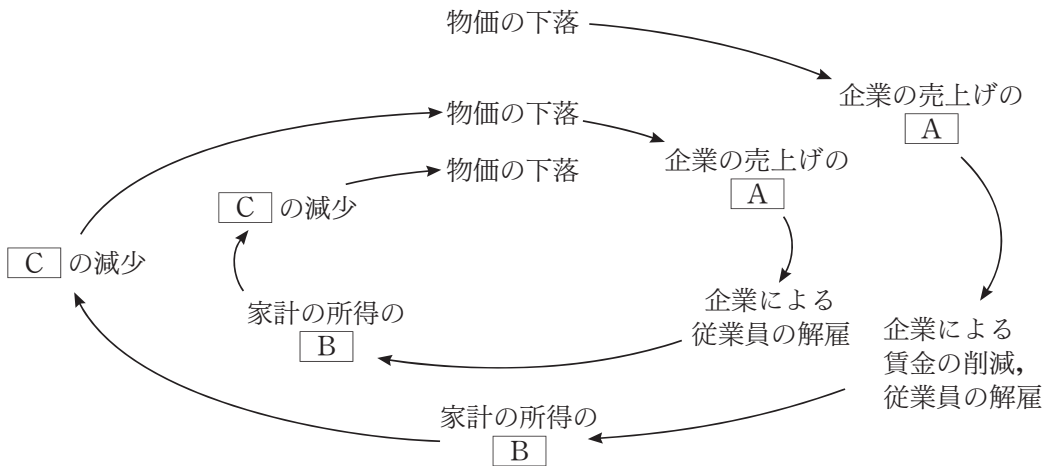 物価の下落
企業の売上げの
A
物価の下落
企業の売上げの
A
物価の下落
C の減少
C の減少
企業による
従業員の解雇
家計の所得の
B
企業による
賃金の削減，
従業員の解雇
家計の所得の
B